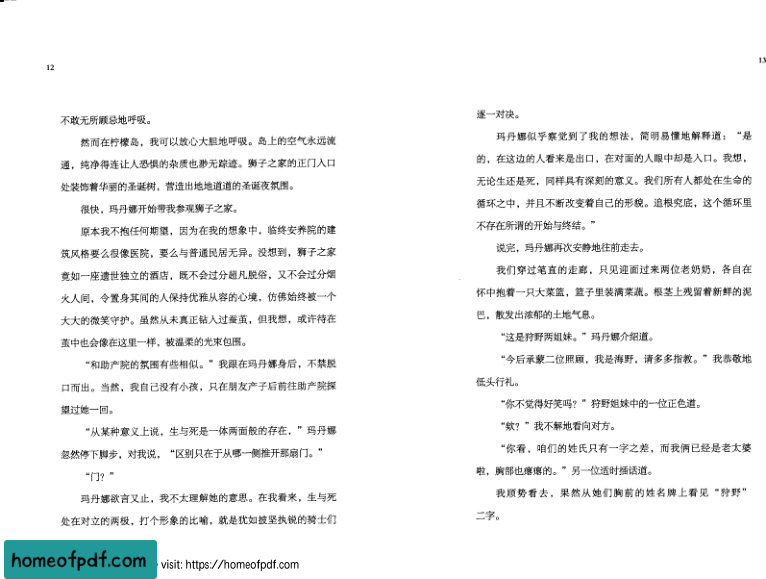 12
不敢无所顾忌地呼吸。
然而在柠檬岛，我可以放心大胆地呼吸。岛上的空气永远流
通，纯净得连让人恐惧的杂质也渺无踪迹。狮子之家的正门入口
处装饰着华丽的圣诞树，营造出地地道道的圣诞夜氛围。
很快，玛丹娜开始带我参观狮子之家。
原本我不抱任何期望，因为在我的想象中，临终安养院的建
筑风格要么很像医院，要么与普通民居无异。没想到，狮子之家
竟如一座遗世独立的酒店，既不会过分超凡脱俗，又不会过分烟
火人间，令置身其间的人保持优雅从容的心境，仿佛始终被一个
大大的微笑守护。虽然从未真正钻入过蚕茧，但我想，或许待在
茧中也会像在这里一样，被温柔的光束包围。
“和助产院的氛围有些相似。”我跟在玛丹娜身后，不禁脱
口而出。当然，我自己没有小孩，只在朋友产子后前往助产院探
望过她一回。
“从某种意义上说，生与死是一体两面般的存在，”玛丹娜
忽然停下脚步，对我说，“区别只在于从哪一侧推开那扇门。”
“门？”
玛丹娜欲言又止，我不太理解她的意思。在我看来，生与死
处在对立的两极，打个形象的比喻，就是犹如披坚执锐的骑士们
13
逐一对决。
玛丹娜似乎察觉到了我的想法，简明易懂地解释道：“是
的，在这边的人看来是出口，在对面的人眼中却是入口。我想，
无论生还是死，同样具有深刻的意义。我们所有人都处在生命的
循环之中，并且不断改变着自己的形貌。追根究底，这个循环里
不存在所谓的开始与终结。”
说完，玛丹娜再次安静地往前走去。
我们穿过笔直的走廊，只见迎面过来两位老奶奶，各自在
怀中抱着一只大菜篮，篮子里装满菜蔬。根茎上残留着新鲜的泥
巴，散发出浓郁的土地气息。
“这是狩野两姐妹。”玛丹娜介绍道。
“今后承蒙二位照顾，我是海野，请多多指教。”我恭敬地
低头行礼。
“你不觉得好笑吗？”狩野姐妹中的一位正色道。
“欸？”我不解地看向对方。
“你看，咱们的姓氏只有一字之差，而我俩已经是老太婆
啦，胸部也瘪瘪的。”另一位适时插话道。
我顺势看去，果然从她们胸前的姓名牌上看见“狩野”
二字。
homeofpdf.com
visit: https://homeofpdf.com